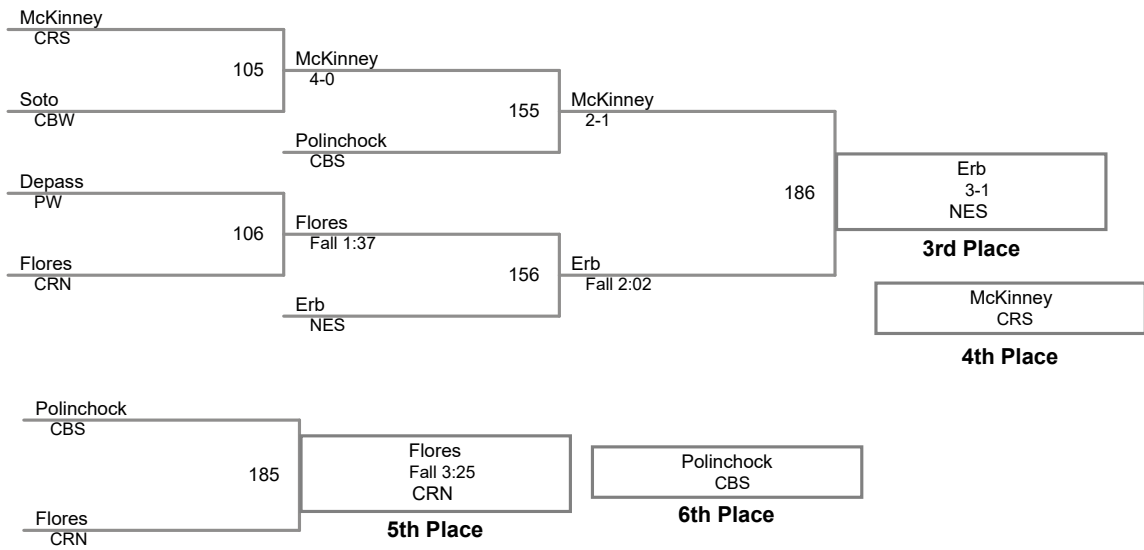 McKinney
CRS
105
McKinney
4-0
Soto
CBW
155
McKinney
2-1
Polinchock
CBS
Depass
PW
186
Erb
3-1
NES
3rd Place
106
Flores
Fall 1:37
Flores
CRN
156
Erb
Fall 2:02
Erb
NES
McKinney
CRS
4th Place
Polinchock
CBS
185
Flores
Fall 3:25
CRN
5th Place
Polinchock
CBS
6th Place
Flores
CRN